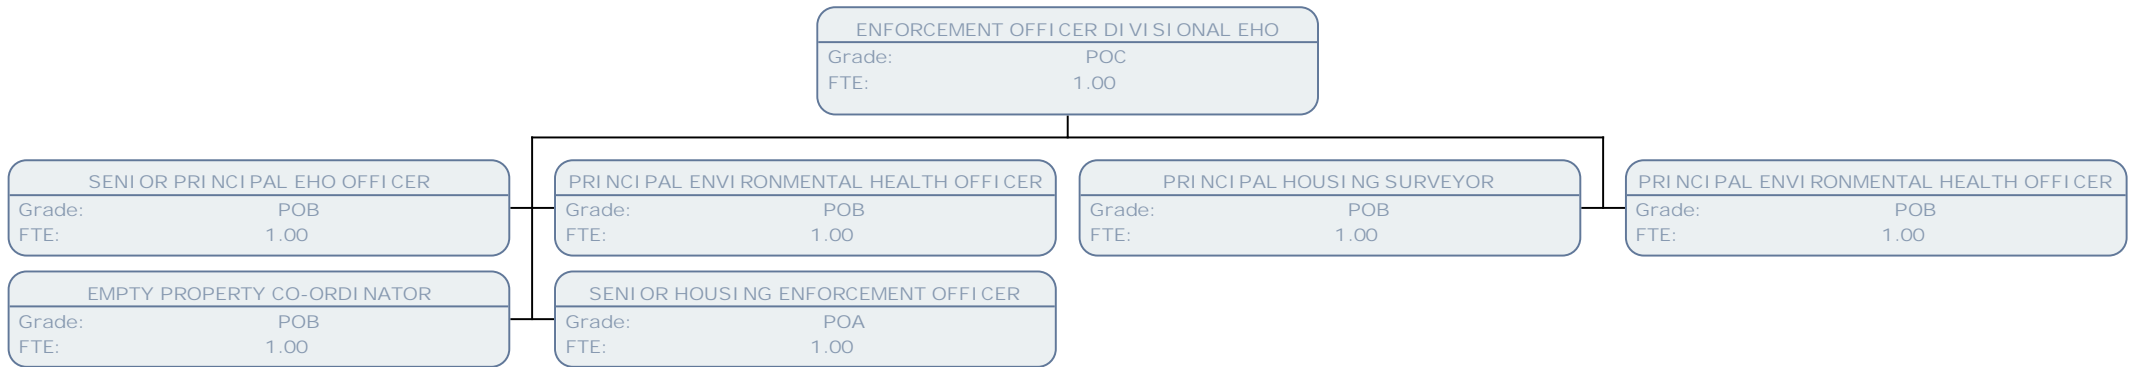 ENFORCEMENT OFFICER DIVISIONAL EHO
Grade: POC
FTE: 1.00
SENIOR PRINCIPAL EHO OFFICER
Grade: POB
FTE: 1.00
PRINCIPAL ENVIRONMENTAL HEALTH OFFICER
Grade: POB
FTE: 1.00
PRINCIPAL HOUSING SURVEYOR
Grade: POB
FTE: 1.00
PRINCIPAL ENVIRONMENTAL HEALTH OFFICER
Grade: POB
FTE: 1.00
EMPTY PROPERTY CO-ORDINATOR
Grade: POB
FTE: 1.00
SENIOR HOUSING ENFORCEMENT OFFICER
Grade: POA
FTE: 1.00